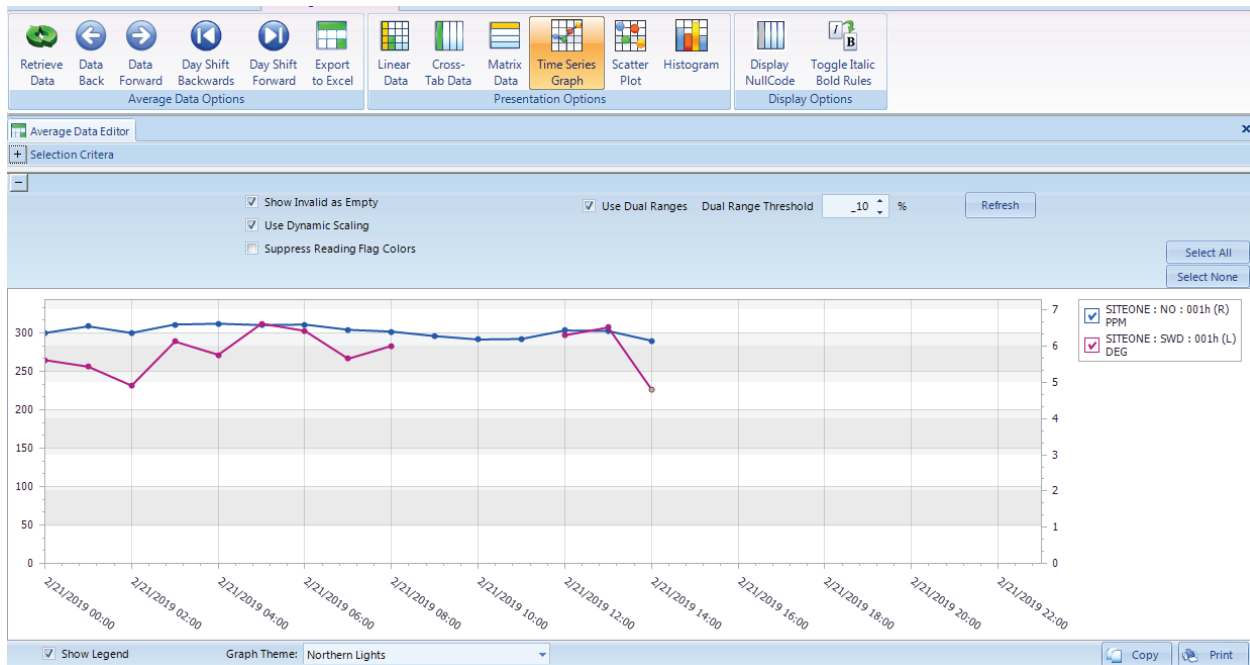 Retrieve Data
Data Back
Data Forward
Day Shift Backwards
Day Shift Forward
Export to Excel
Linear Data
Cross-Tab Data
Matrix Data
Time Series Graph
Scatter Plot
Histogram
Display NullCode
Toggle Italic Bold Rules
Average Data Options
Presentation Options
Display Options
Average Data Editor
Selection Critera
Show Invalid as Empty
Use Dual Ranges Dual Range Threshold _10 % Refresh
Use Dynamic Scaling
Suppress Reading Flag Colors
Select All
Select None
300
250
200
150
100
50
0
7
6
5
4
3
2
1
0
SITEONE : NO : 001h (R)
PPM
SITEONE : SWD : 001h (L)
DEG
2/21/2019 00:00
2/21/2019 02:00
2/21/2019 04:00
2/21/2019 06:00
2/21/2019 08:00
2/21/2019 10:00
2/21/2019 12:00
2/21/2019 14:00
2/21/2019 16:00
2/21/2019 18:00
2/21/2019 20:00
2/21/2019 22:00
Show Legend Graph Theme: Northern Lights Copy Print